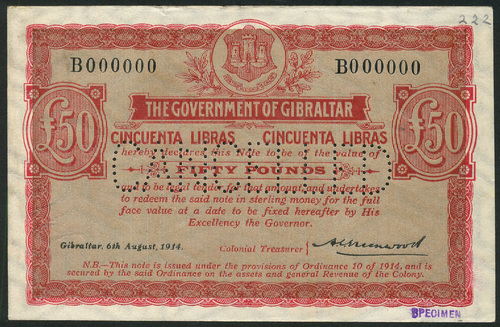 222
B000000 B000000
THE GOVERNMENT OF GIBRALTAR
£50 £50
CINCUENTA LIBRAS CINCUENTA LIBRAS
hereby declares this Note to be of the value of
FIFTY POUNDS
and to be legal tender for that amount and undertakes
to redeem the said note in sterling money for the full
face value at a date to be fixed hereafter by His
Excellency the Governor.
Gibraltar, 6th August, 1914.
Colonial Treasurer
N.B.—This note is issued under the provisions of Ordinance 10 of 1914, and is
secured by the said Ordinance on the assets and general Revenue of the Colony.
SPECIMEN